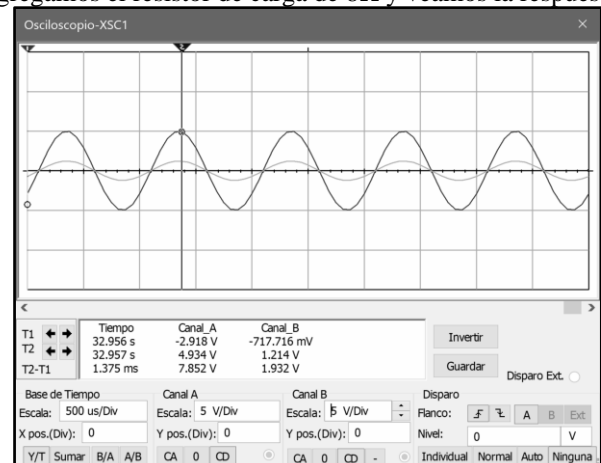 gregamos el resistor de carga de 8Ω y veamos la respues
Osciloscopio-XSC1
T1
T2
T2-T1
Tiempo Canal_A Canal_B
32.956 s -2.918 V -717.716 mV
32.957 s 4.934 V 1.214 V
1.375 ms 7.852 V 1.932 V
Invertir
Guardar
Disparo Ext.
Base de Tiempo Canal A Canal B Disparo
Escala: 500 us/Div Escala: 5 V/Div Escala: 5 V/Div Flanco: A B Ext
X pos.(Div): 0 Y pos.(Div): 0 Y pos.(Div): 0 Nivel: 0 V
Y/T Sumar B/A A/B CA 0 CD CA 0 CD - Individual Normal Auto Ninguna